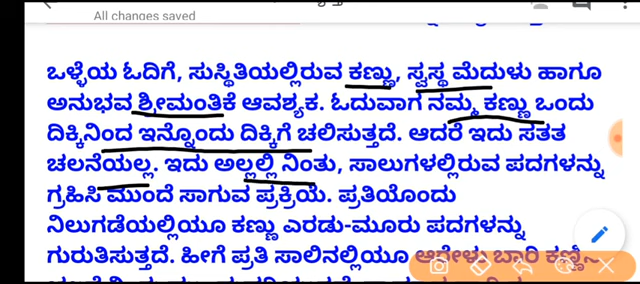 All changes saved
ಒಳ್ಳೆಯ ಓದಿಗೆ, ಸುಸ್ಥಿತಿಯಲ್ಲಿರುವ ಕಣ್ಣು, ಸ್ವಸ್ಥ ಮೆದುಳು ಹಾಗೂ
ಅನುಭವ ಶ್ರೀಮಂತಿಕೆ ಆವಶ್ಯಕ. ಓದುವಾಗ ನಮ್ಮ ಕಣ್ಣು ಒಂದು
ದಿಕ್ಕಿನಿಂದ ಇನ್ನೊಂದು ದಿಕ್ಕಿಗೆ ಚಲಿಸುತ್ತದೆ. ಆದರೆ ಇದು ಸತತ
ಚಲನೆಯಲ್ಲ. ಇದು ಅಲ್ಲಲ್ಲಿ ನಿಂತು, ಸಾಲುಗಳಲ್ಲಿರುವ ಪದಗಳನ್ನು
ಗ್ರಹಿಸಿ ಮುಂದೆ ಸಾಗುವ ಪ್ರಕ್ರಿಯೆ. ಪ್ರತಿಯೊಂದು
ನಿಲುಗಡೆಯಲ್ಲಿಯೂ ಕಣ್ಣು ಎರಡು-ಮೂರು ಪದಗಳನ್ನು
ಗುರುತಿಸುತ್ತದೆ. ಹೀಗೆ ಪ್ರತಿ ಸಾಲಿನಲ್ಲಿಯೂ ಆರೇಳು ಬಾರಿ